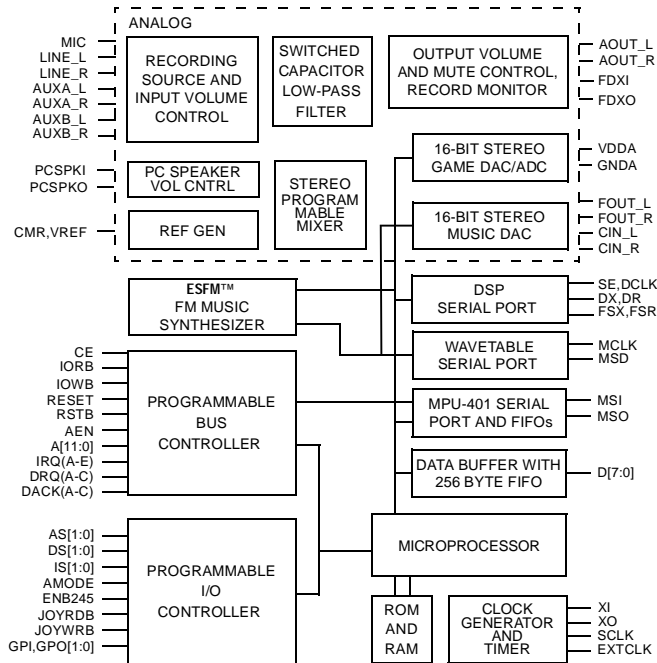 ANALOG
MIC
LINE_L
LINE_R
AUXA_L
AUXA_R
AUXB_L
AUXB_R
RECORDING
SOURCE AND
INPUT VOLUME
CONTROL
SWITCHED
CAPACITOR
LOW-PASS
FILTER
OUTPUT VOLUME
AND MUTE CONTROL,
RECORD MONITOR
AOUT_L
AOUT_R
FDXI
FDXO
PCSPKI
PCSPKO
PC SPEAKER
VOL CNTRL
STEREO
PROGRAM
MABLE
MIXER
16-BIT STEREO
GAME DAC/ADC
VDDA
GNDA
CMR,VREF
REF GEN
16-BIT STEREO
MUSIC DAC
FOUT_L
FOUT_R
CIN_L
CIN_R
ESFM™
FM MUSIC
SYNTHESIZER
DSP
SERIAL PORT
SE,DCLK
DX,DR
FSX,FSR
WAVETABLE
SERIAL PORT
MCLK
MSD
CE
IORB
IOWB
RESET
RSTB
AEN
A[11:0]
IRQ(A-E)
DRQ(A-C)
DACK(A-C)
PROGRAMMABLE
BUS
CONTROLLER
MPU-401 SERIAL
PORT AND FIFOs
MSI
MSO
DATA BUFFER WITH
256 BYTE FIFO
D[7:0]
AS[1:0]
DS[1:0]
IS[1:0]
AMODE
ENB245
JOYRDB
JOYWRB
GPI,GPO[1:0]
PROGRAMMABLE
I/O
CONTROLLER
MICROPROCESSOR
ROM
AND
RAM
CLOCK
GENERATOR
AND
TIMER
XI
XO
SCLK
EXTCLK